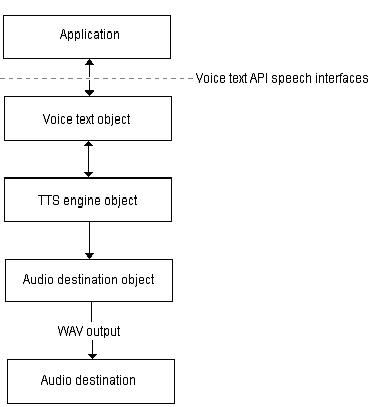 Application
Voice text API speech interfaces
Voice text object
TTS engine object
Audio destination object
WAV output
Audio destination